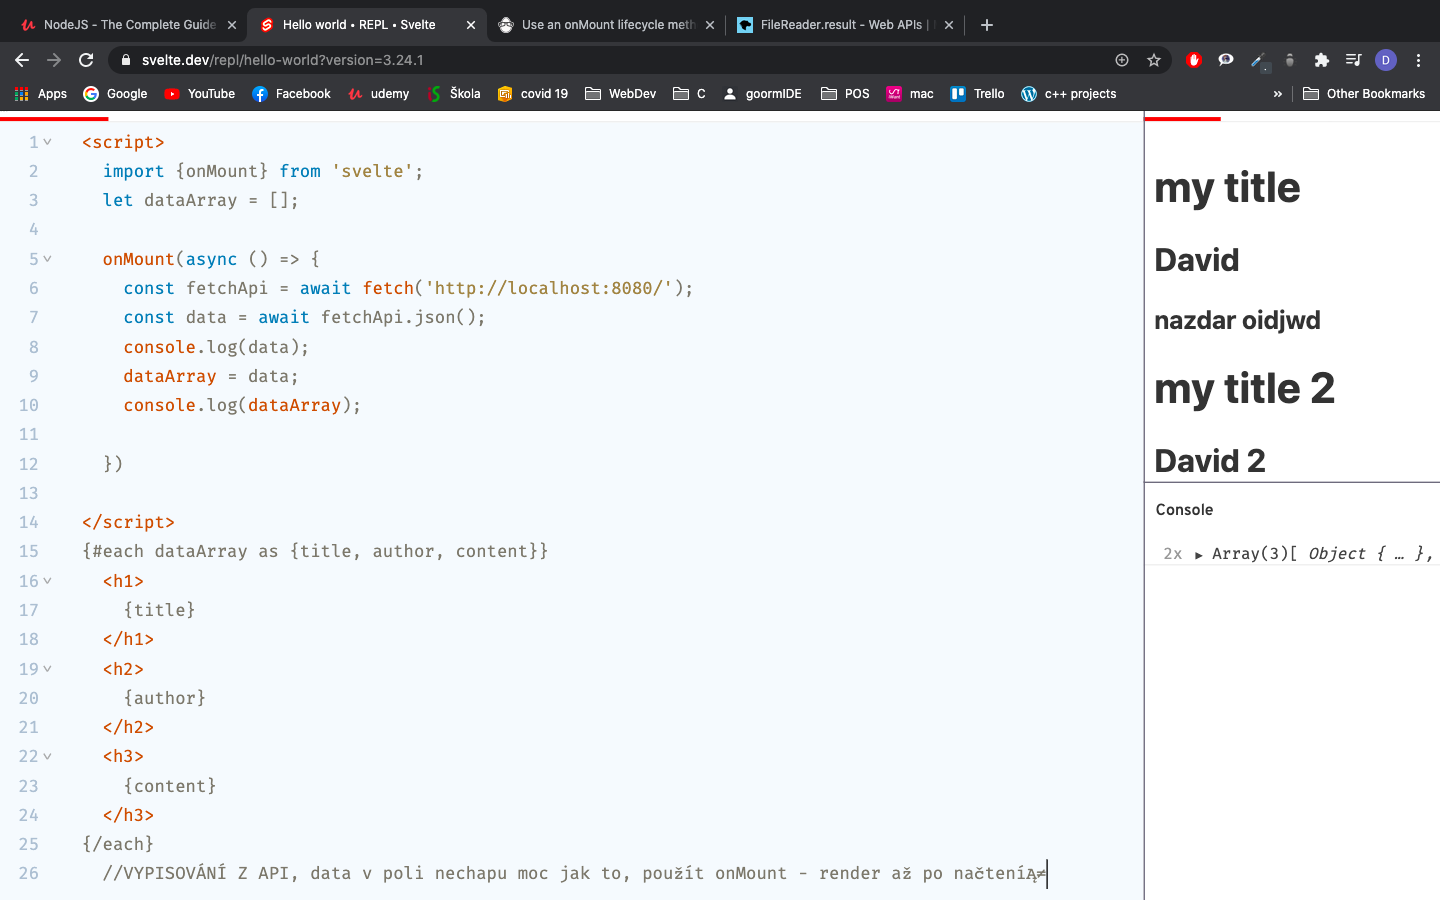 NodeJS - The Complete Guide
Hello world • REPL • Svelte
Use an onMount lifecycle meth
FileReader.result - Web APIs |
svelte.dev/repl/hello-world?version=3.24.1
D
Apps
Google
YouTube
Facebook
udemy
Škola
covid 19
WebDev
C
goormIDE
POS
mac
Trello
c++ projects
»
Other Bookmarks
1 <script>
2 import {onMount} from 'svelte';
3 let dataArray = [];
4
5 onMount(async () => {
6 const fetchApi = await fetch('http://localhost:8080/');
7 const data = await fetchApi.json();
8 console.log(data);
9 dataArray = data;
10 console.log(dataArray);
11
12 })
13
14 </script>
15 {#each dataArray as {title, author, content}}
16 <h1>
17 {title}
18 </h1>
19 <h2>
20 {author}
21 </h2>
22 <h3>
23 {content}
24 </h3>
25 {/each}
26 //VYPISOVÁNÍ Z API, data v poli nechapu moc jak to, použít onMount - render až po načteníĄ≠
my title
David
nazdar oidjwd
my title 2
David 2
Console
2x ▸ Array(3)[ Object { … },